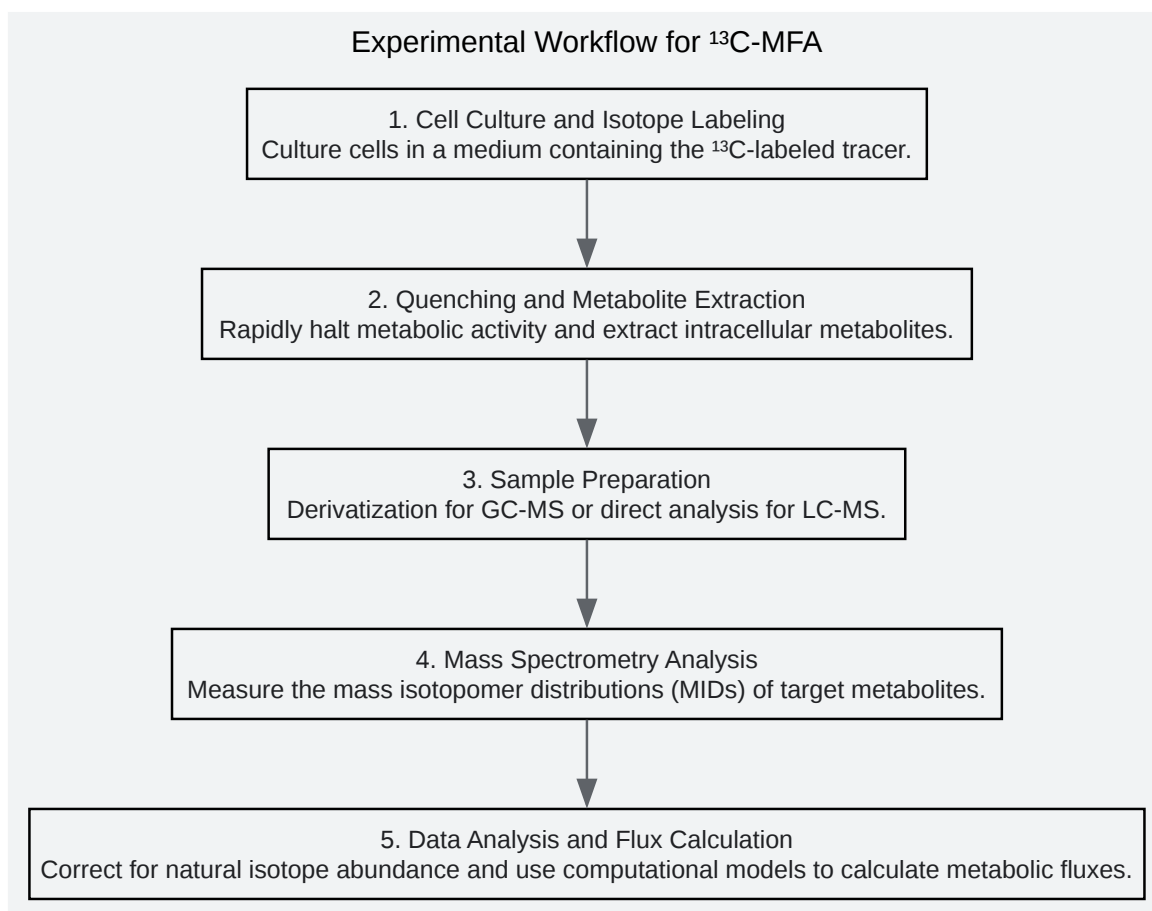 Experimental Workflow for ¹³C-MFA
1. Cell Culture and Isotope Labeling
Culture cells in a medium containing the ¹³C-labeled tracer.
2. Quenching and Metabolite Extraction
Rapidly halt metabolic activity and extract intracellular metabolites.
3. Sample Preparation
Derivatization for GC-MS or direct analysis for LC-MS.
4. Mass Spectrometry Analysis
Measure the mass isotopomer distributions (MIDs) of target metabolites.
5. Data Analysis and Flux Calculation
Correct for natural isotope abundance and use computational models to calculate metabolic fluxes.